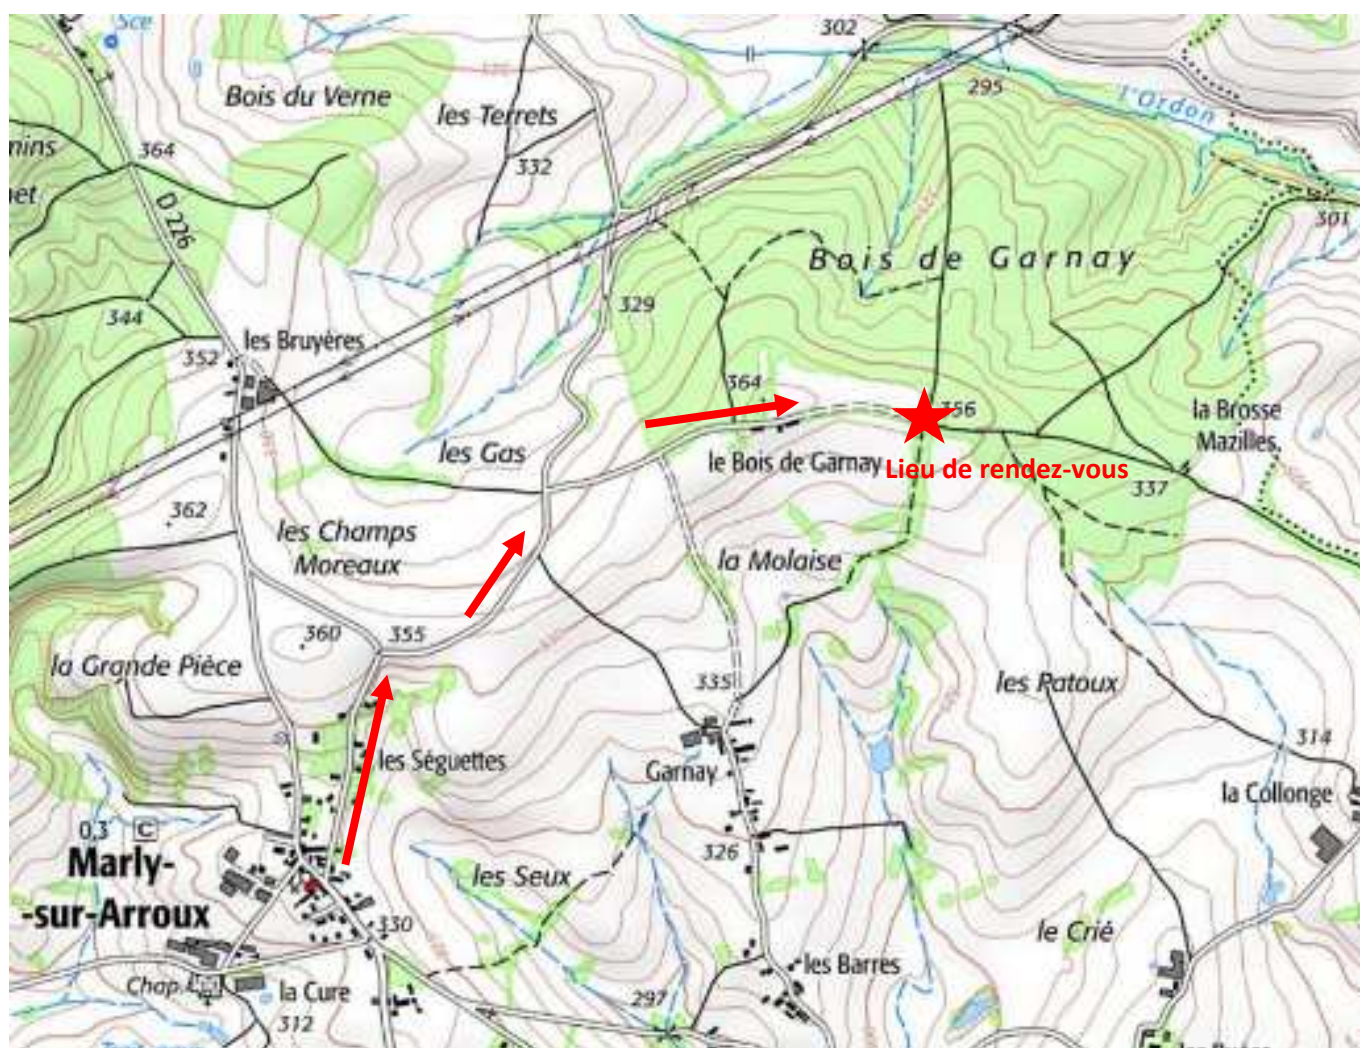 Sce
302
Bois du Verne
les Terrets
295
l'Ordon
mins
364
332
net
D 226
301
Bois de Garnay
344
329
352
les Bruyères
364
356
la Brosse
Mazilles
les Gas
le Bois de Garnay
Lieu de rendez-vous
337
362
les Champs
Moreaux
la Molaise
360
355
la Grande Pièce
335
les Patoux
314
les Séguettes
Garnay
la Collonge
0,3 C
Marly-
-sur-Arroux
326
les Seux
330
le Crié
les Barres
Chap.
la Cure
297
312